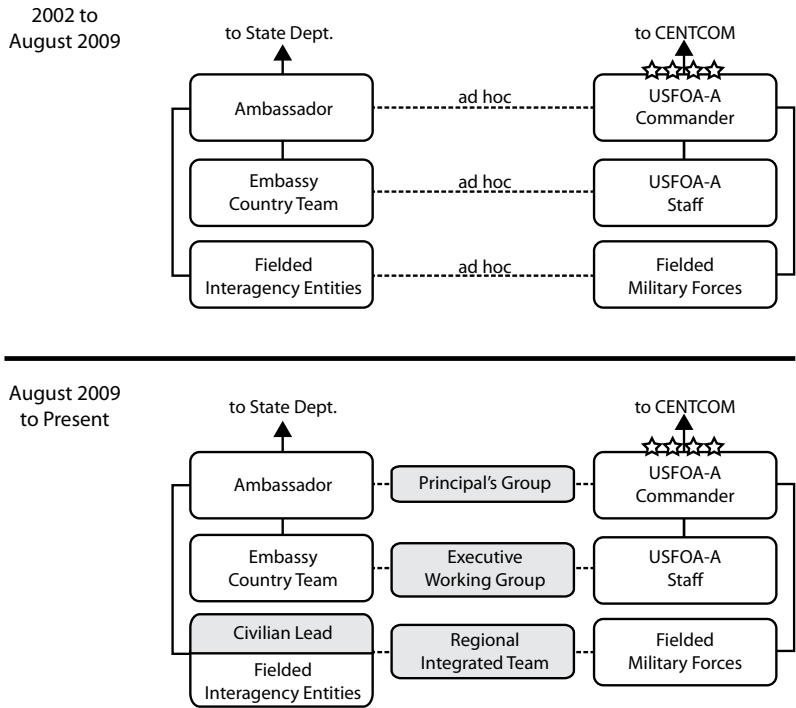 2002 to
August 2009
to State Dept.
to CENTCOM
Ambassador
ad hoc
USFOA-A
Commander
Embassy
Country Team
ad hoc
USFOA-A
Staff
Fielded
Interagency Entities
ad hoc
Fielded
Military Forces
August 2009
to Present
to State Dept.
to CENTCOM
Ambassador
Principal's Group
USFOA-A
Commander
Embassy
Country Team
Executive
Working Group
USFOA-A
Staff
Civilian Lead
Fielded
Interagency Entities
Regional
Integrated Team
Fielded
Military Forces